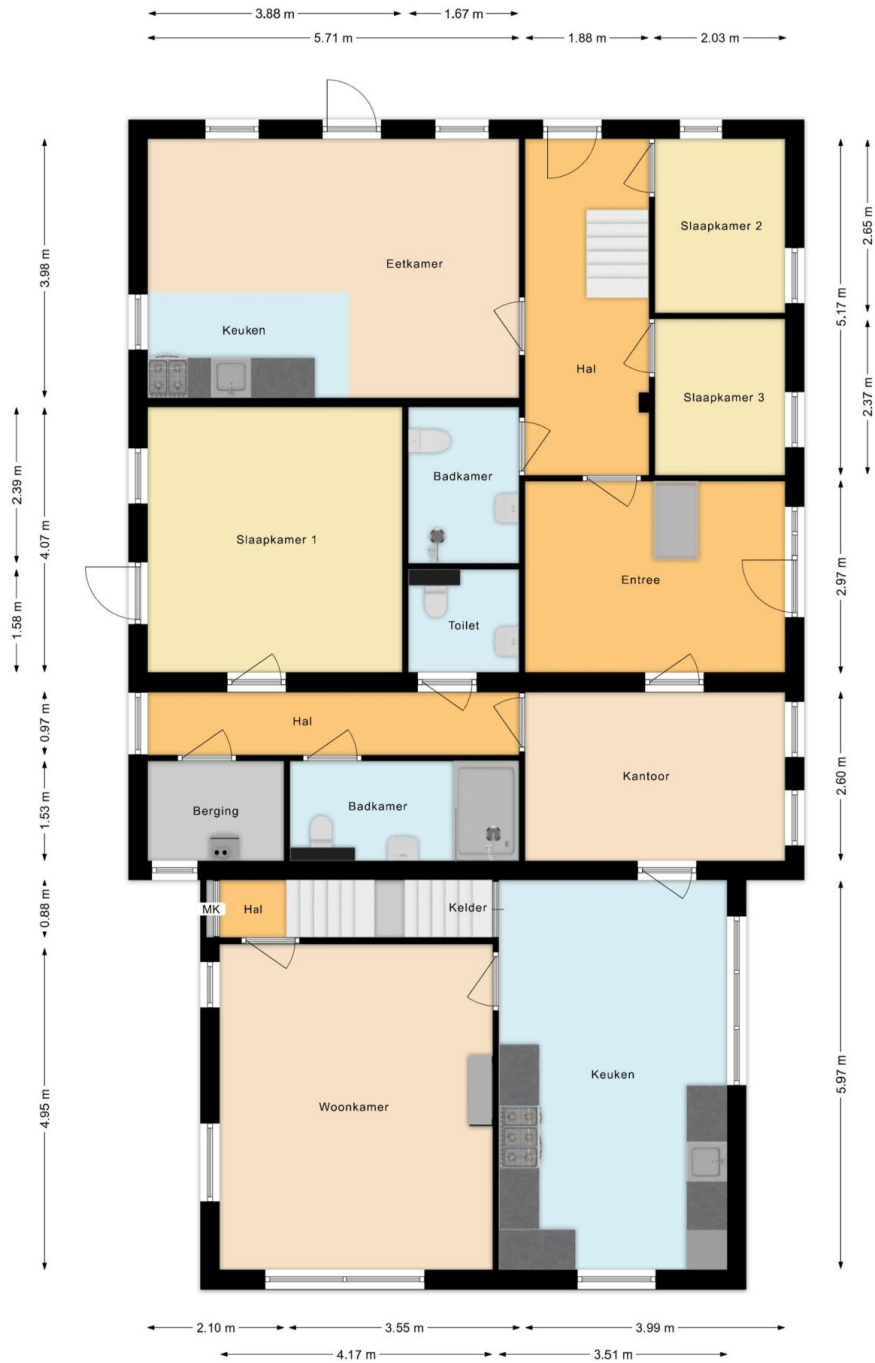 3.88 m
1.67 m
5.71 m
1.88 m
2.03 m
3.98 m
2.65 m
5.17 m
2.37 m
Slaapkamer 2
Eetkamer
Keuken
Hal
Slaapkamer 3
2.39 m
4.07 m
1.58 m
2.97 m
Badkamer
Slaapkamer 1
Entree
Toilet
0.97 m
Hal
2.60 m
Kantoor
1.53 m
Berging
Badkamer
0.88 m
MK
Hal
Kelder
5.97 m
4.95 m
Keuken
Woonkamer
2.10 m
3.55 m
3.99 m
4.17 m
3.51 m